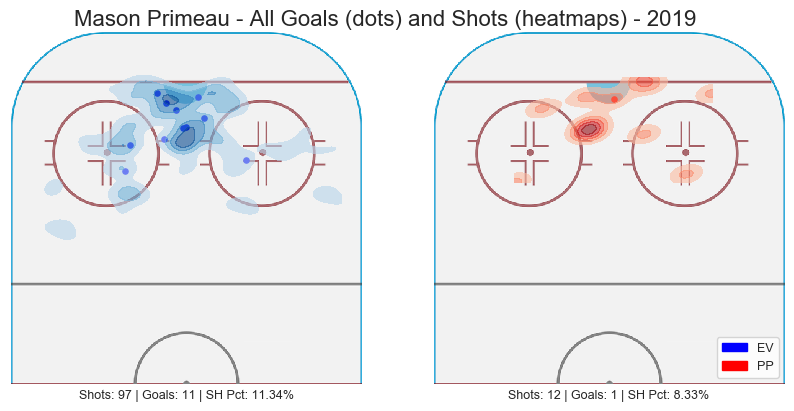 Mason Primeau - All Goals (dots) and Shots (heatmaps) - 2019
EV
PP
Shots: 97 | Goals: 11 | SH Pct: 11.34%
Shots: 12 | Goals: 1 | SH Pct: 8.33%